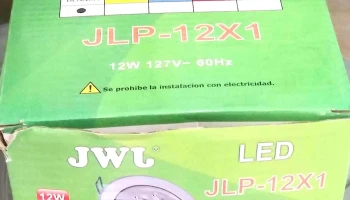 JLP-12X1
12W 127V~ 60Hz
Se prohibe la instalacion con electricidad.
JWJ
LED
JLP-12X1
12W